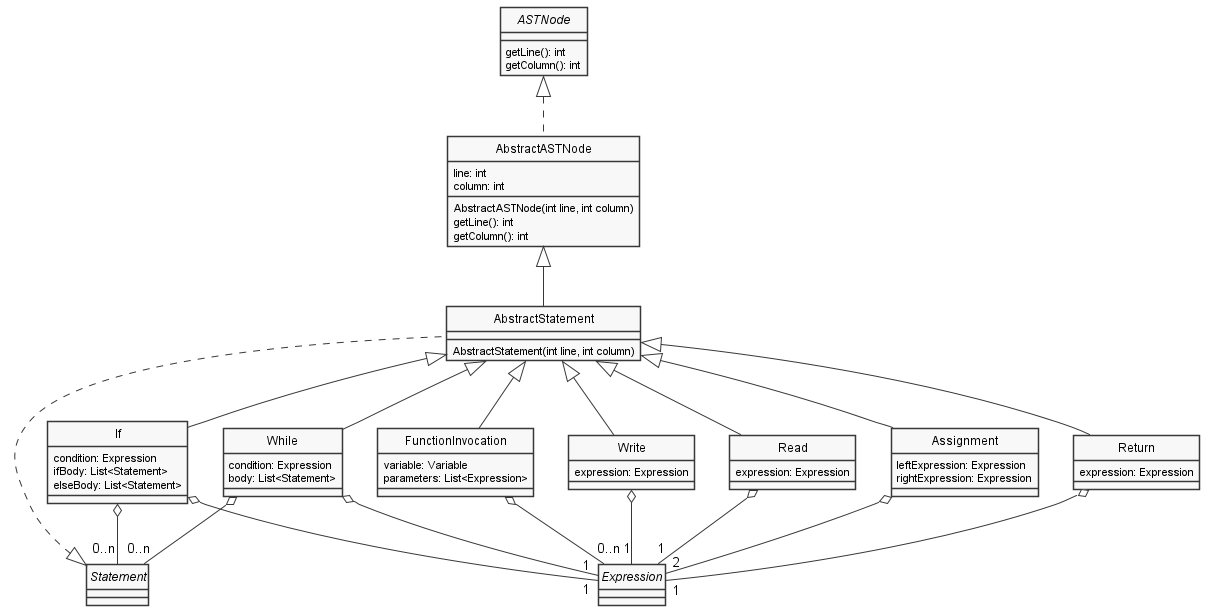 ASTNode
getLine(): int
getColumn(): int
AbstractASTNode
line: int
column: int
AbstractASTNode(int line, int column)
getLine(): int
getColumn(): int
AbstractStatement
AbstractStatement(int line, int column)
If
condition: Expression
ifBody: List<Statement>
elseBody: List<Statement>
While
condition: Expression
body: List<Statement>
FunctionInvocation
variable: Variable
parameters: List<Expression>
Write
expression: Expression
Read
expression: Expression
Assignment
leftExpression: Expression
rightExpression: Expression
Return
expression: Expression
0..n 0..n
0..n 1 1
1 2
1 1
Statement
Expression